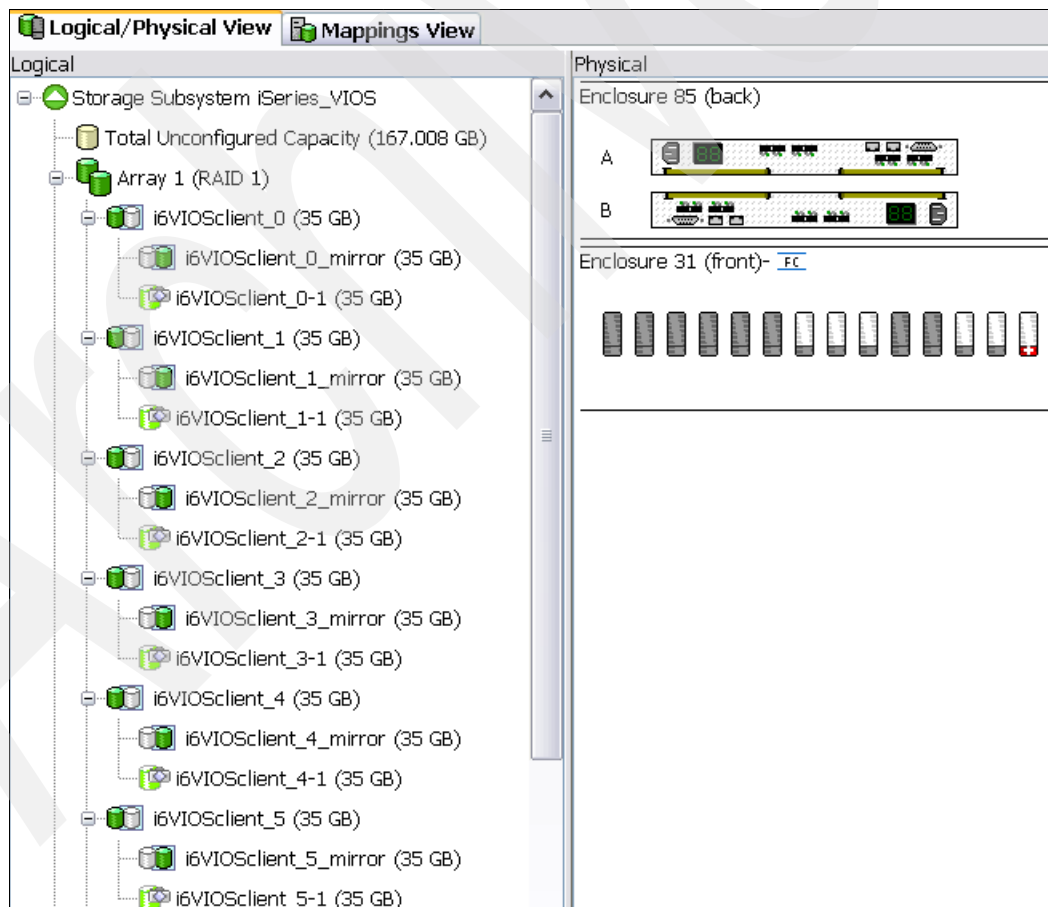 Logical/Physical View Mappings View
Logical
Storage Subsystem iSeries_VIOS
Total Unconfigured Capacity (167.008 GB)
Array 1 (RAID 1)
i6VIOSclient_0 (35 GB)
i6VIOSclient_0_mirror (35 GB)
i6VIOSclient_0-1 (35 GB)
i6VIOSclient_1 (35 GB)
i6VIOSclient_1_mirror (35 GB)
i6VIOSclient_1-1 (35 GB)
i6VIOSclient_2 (35 GB)
i6VIOSclient_2_mirror (35 GB)
i6VIOSclient_2-1 (35 GB)
i6VIOSclient_3 (35 GB)
i6VIOSclient_3_mirror (35 GB)
i6VIOSclient_3-1 (35 GB)
i6VIOSclient_4 (35 GB)
i6VIOSclient_4_mirror (35 GB)
i6VIOSclient_4-1 (35 GB)
i6VIOSclient_5 (35 GB)
i6VIOSclient_5_mirror (35 GB)
i6VIOSclient_5-1 (35 GB)
Physical
Enclosure 85 (back)
A
88
B
88
Enclosure 31 (front)- FC